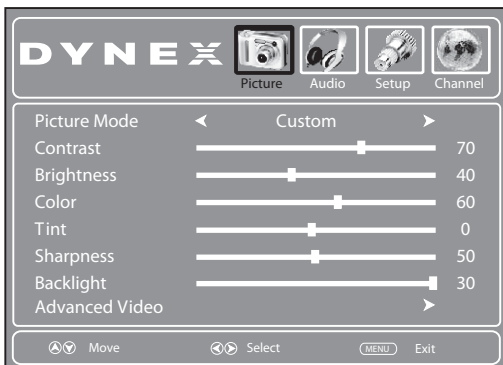 DYNEX
Picture Audio Setup Channel
Picture Mode Custom
Contrast 70
Brightness 40
Color 60
Tint 0
Sharpness 50
Backlight 30
Advanced Video
Move Select MENU Exit